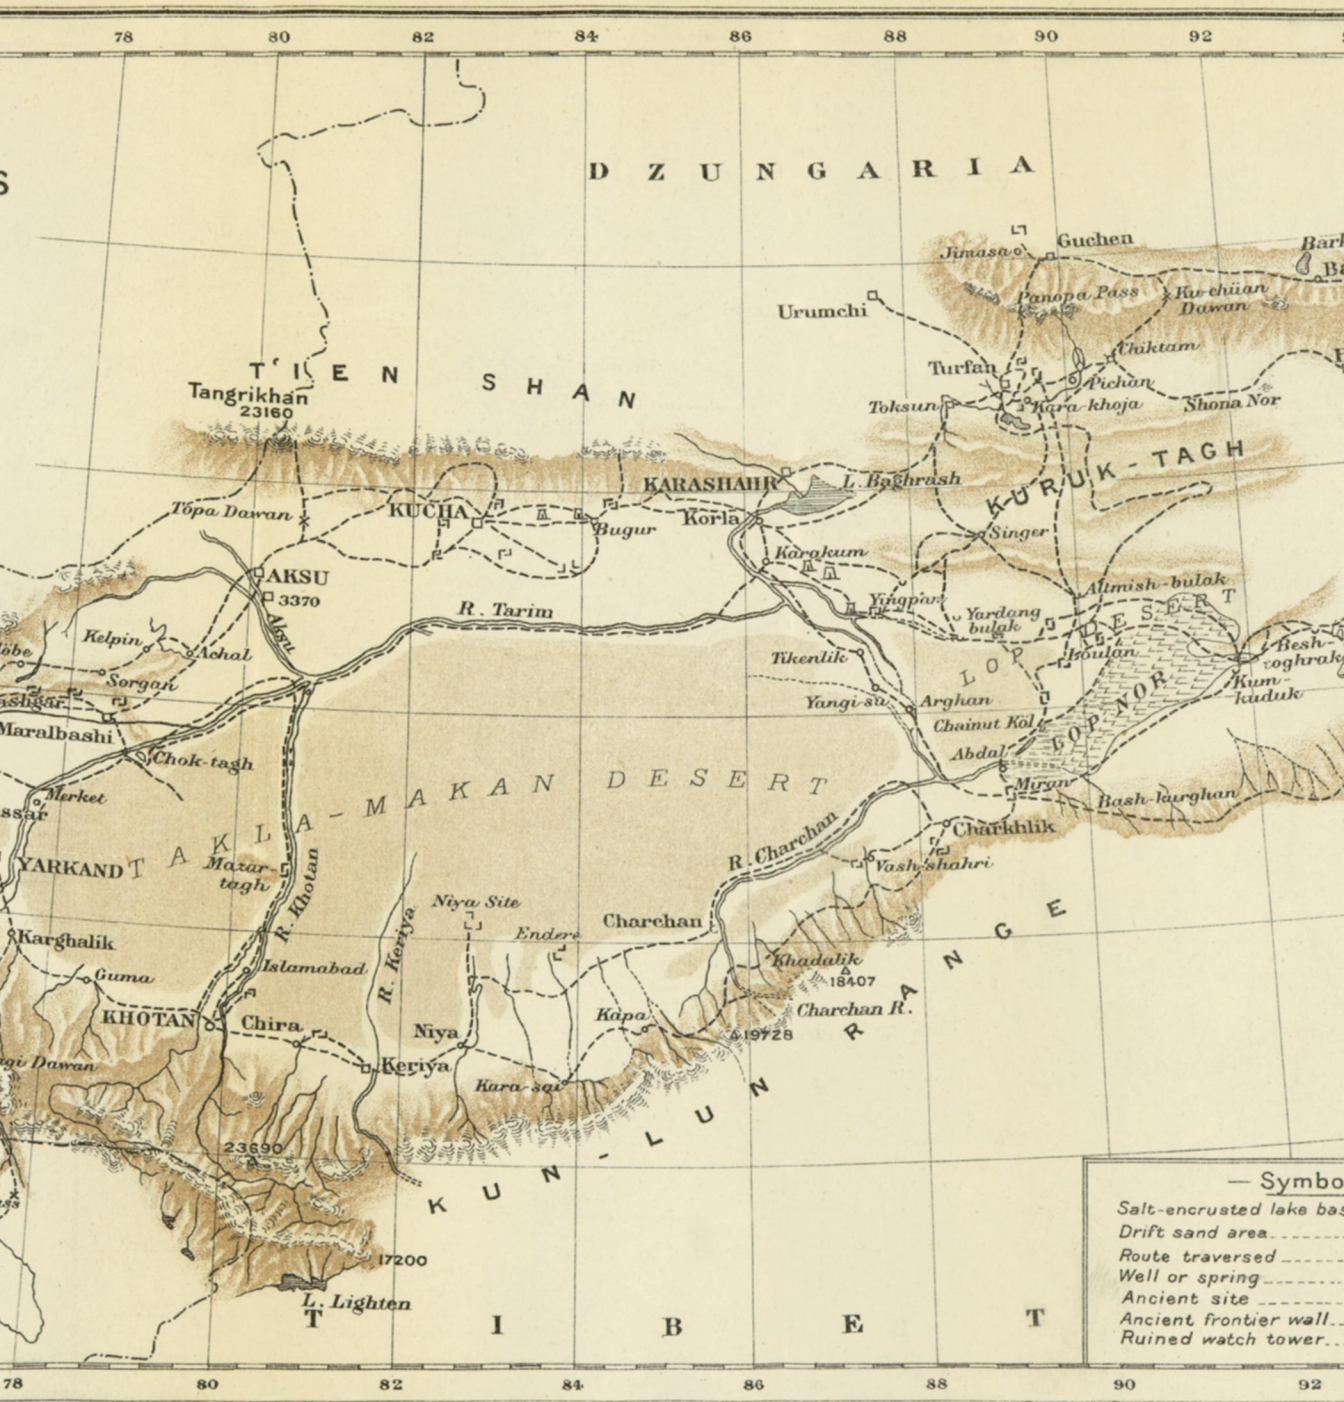 78 80 82 84 86 88 90 92
S
DZUNGARIA
Guchen
Jimasa
Panopa Pass
Ku-chüan
Dawan
Urumchi
Chiktam
Turfan
Pichan
T‘IEN SHAN
Tangrikhan
23160
Toksun
Kara-khoja
Shona Nor
KURUK-TAGH
KARASHAHR
L. Baghrash
Topa Dawan
KUCHA
Bugur
Korla
Singer
Karakum
AKSU
3370
Altmish-bulak
Yingpan
R. Tarim
Yardang
bulak
Aksu
Kelpin
Achal
LOP DESERT
Tikenlik
Loulan
Besh-
toghrak
Kum-
kuduk
Sorgan
Yangi-su
Arghan
Chainut Köl
LOP NOR
Maralbashi
Chok-tagh
Abdal
Merket
Miran
Bash-kurghan
TAKLA-MAKAN DESERT
R. Charchan
Charkhlik
YARKAND
Mazar-
tagh
Vash-shahri
R. Khotan
Niya Site
R. Keriya
Charchan
Endere
Karghalik
Guma
Islamabad
Khadalik
18407
KHOTAN
Chira
Niya
Kapa
Charchan R.
19728
Keriya
Kara-sai
KUN-LUN RANGE
23690
17200
L. Lighten
TIBET
— Symbo
Salt-encrusted lake bas
Drift sand area
Route traversed
Well or spring
Ancient site
Ancient frontier wall
Ruined watch tower
78 80 82 84 86 88 90 92